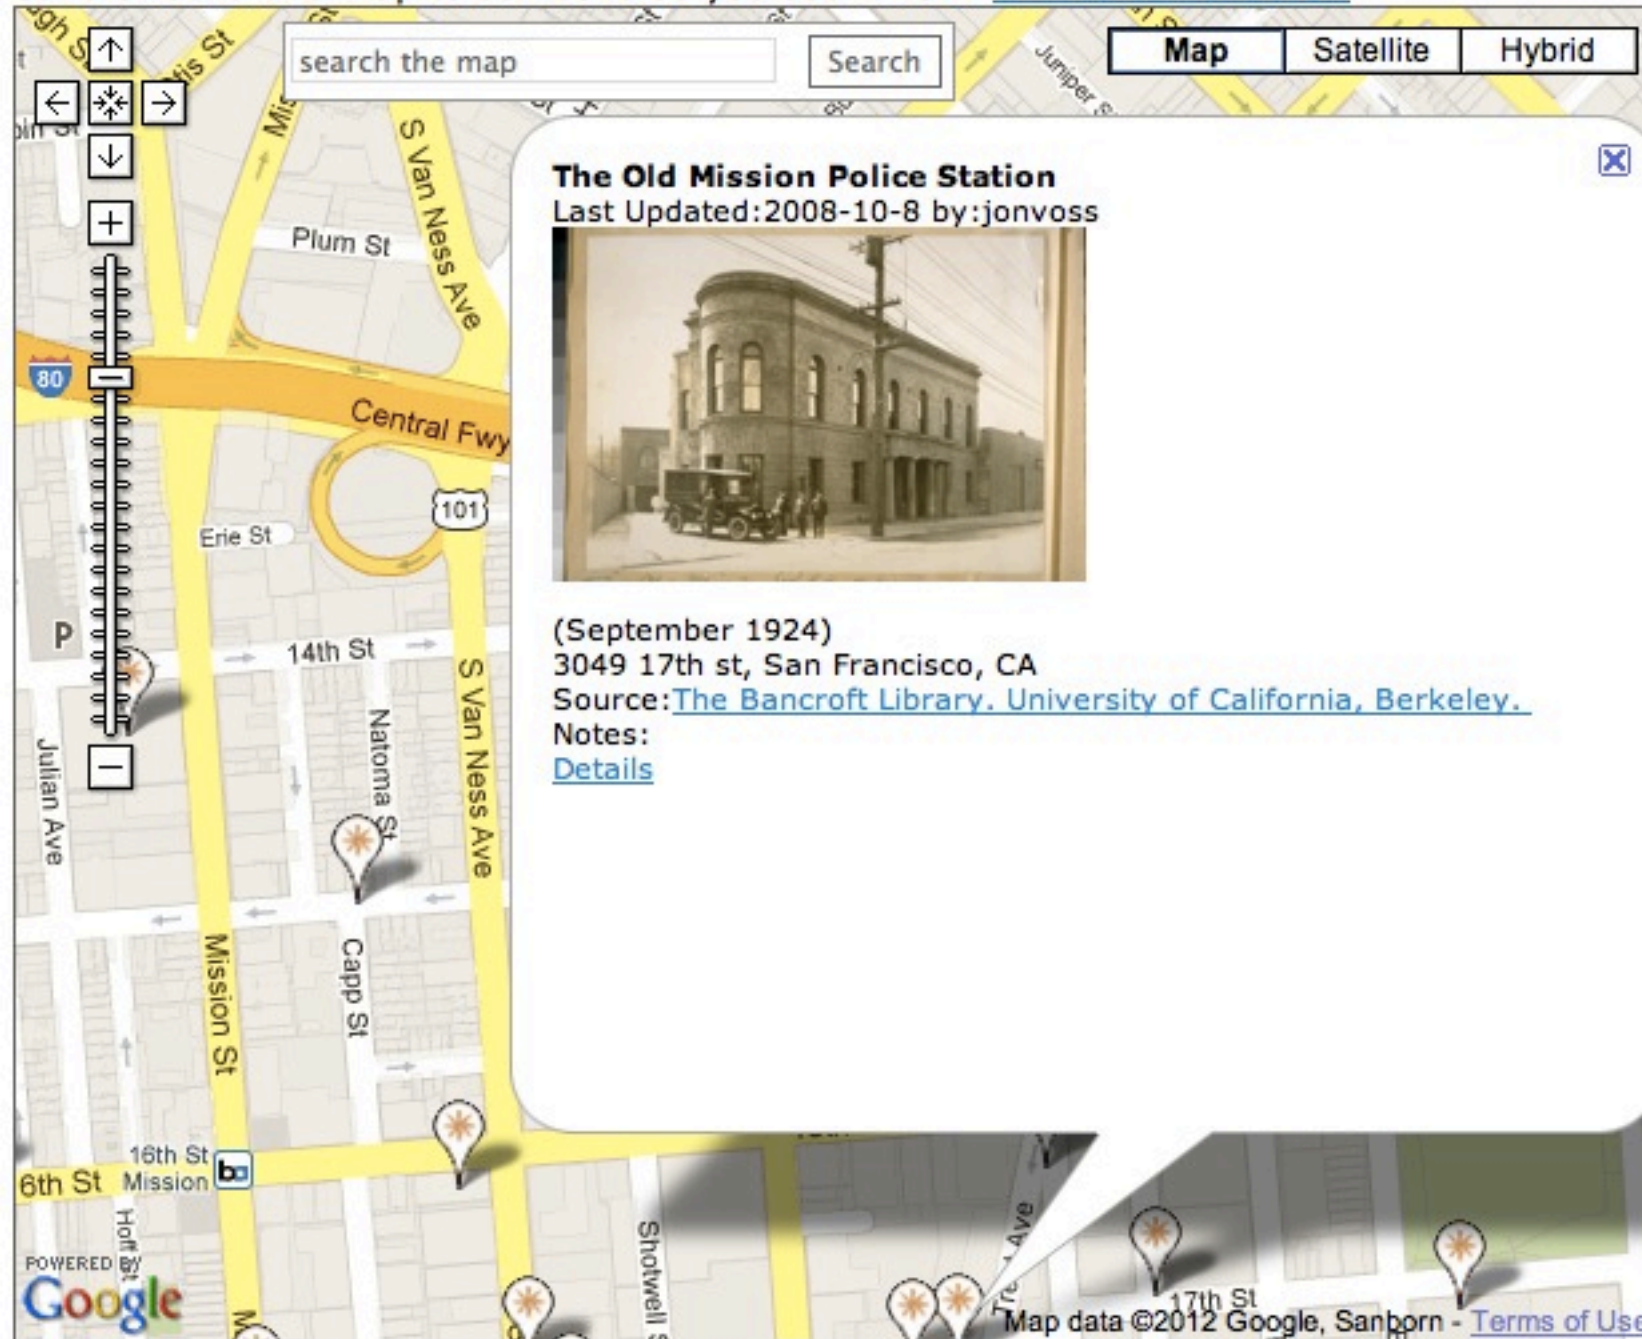 search the map
Search
Map
Satellite
Hybrid
The Old Mission Police Station
Last Updated:2008-10-8 by:jonvoss
(September 1924)
3049 17th st, San Francisco, CA
Source:The Bancroft Library. University of California, Berkeley.
Notes:
Details
Otis St
Juniper
S Van Ness Ave
Plum St
80
Central Fwy
101
Erie St
P
14th St
S Van Ness Ave
Natoma St
Julian Ave
Mission St
Capp St
16th St
Mission
6th St
Hoff St
Shotwell
Ave
17th St
POWERED BY
Google
Map data ©2012 Google, Sanborn - Terms of Use